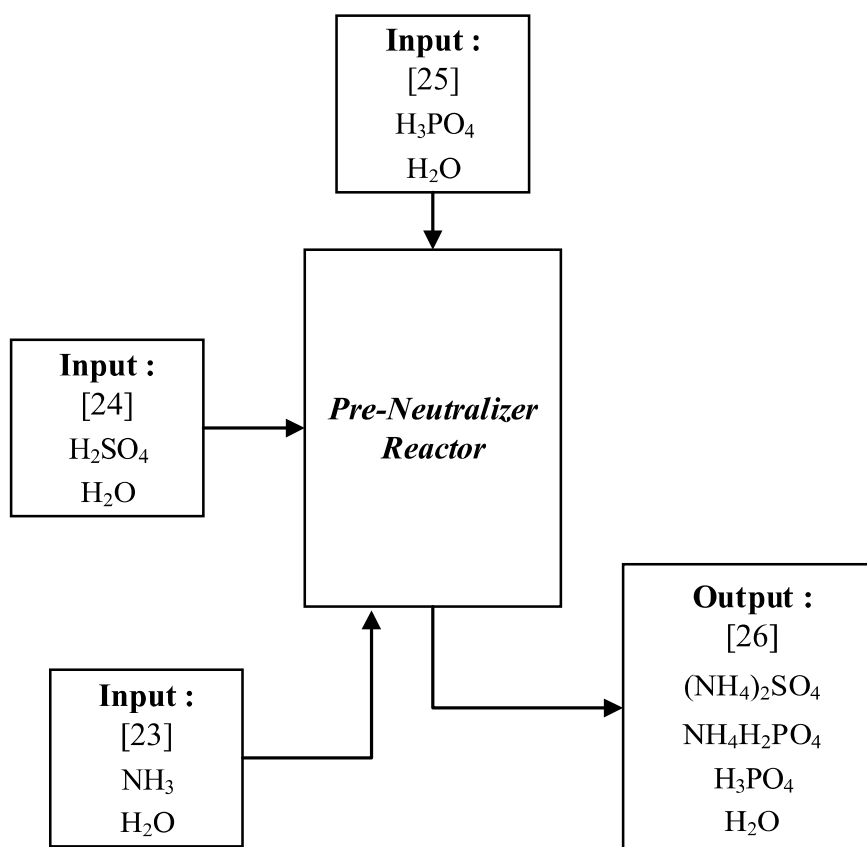 Input :
[25]
H₃PO₄
H₂O
Input :
[24]
H₂SO₄
H₂O
Pre-Neutralizer
Reactor
Input :
[23]
NH₃
H₂O
Output :
[26]
(NH₄)₂SO₄
NH₄H₂PO₄
H₃PO₄
H₂O